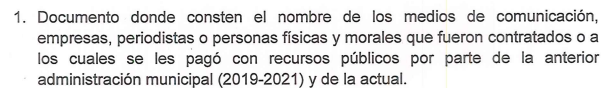 1. Documento donde consten el nombre de los medios de comunicación,
empresas, periodistas o personas físicas y morales que fueron contratados o a
los cuales se les pagó con recursos públicos por parte de la anterior
administración municipal (2019-2021) y de la actual.